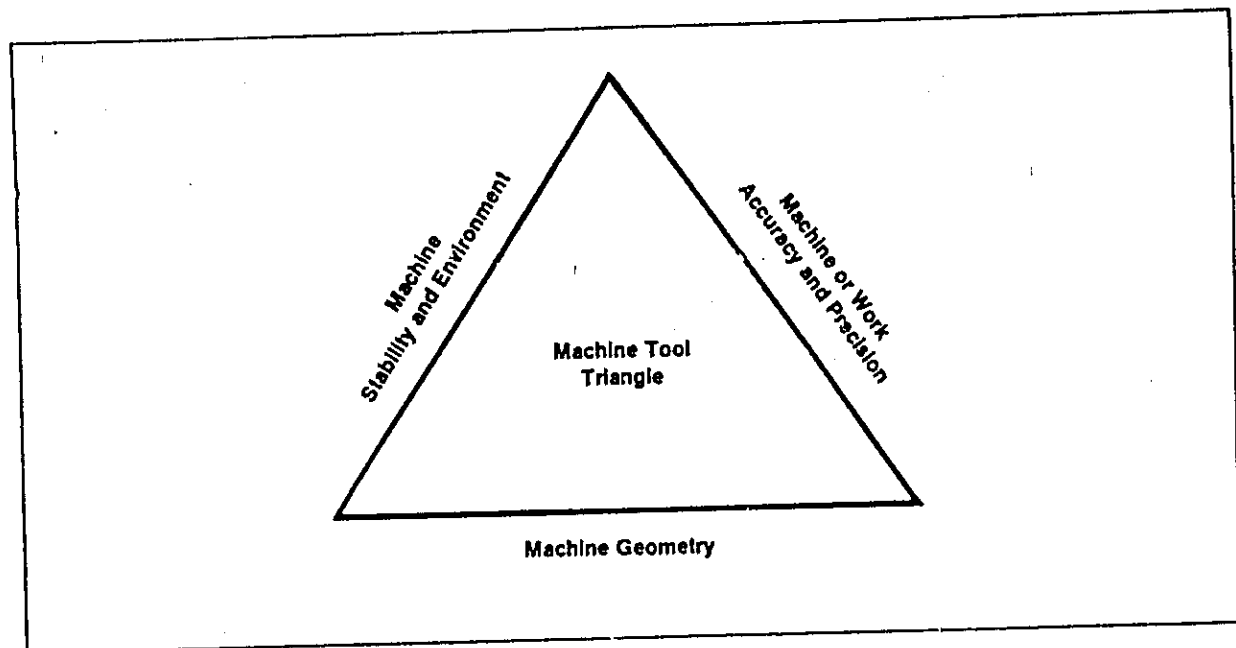 Machine
Stability and Environment
Machine or Work
Accuracy and Precision
Machine Tool
Triangle
Machine Geometry